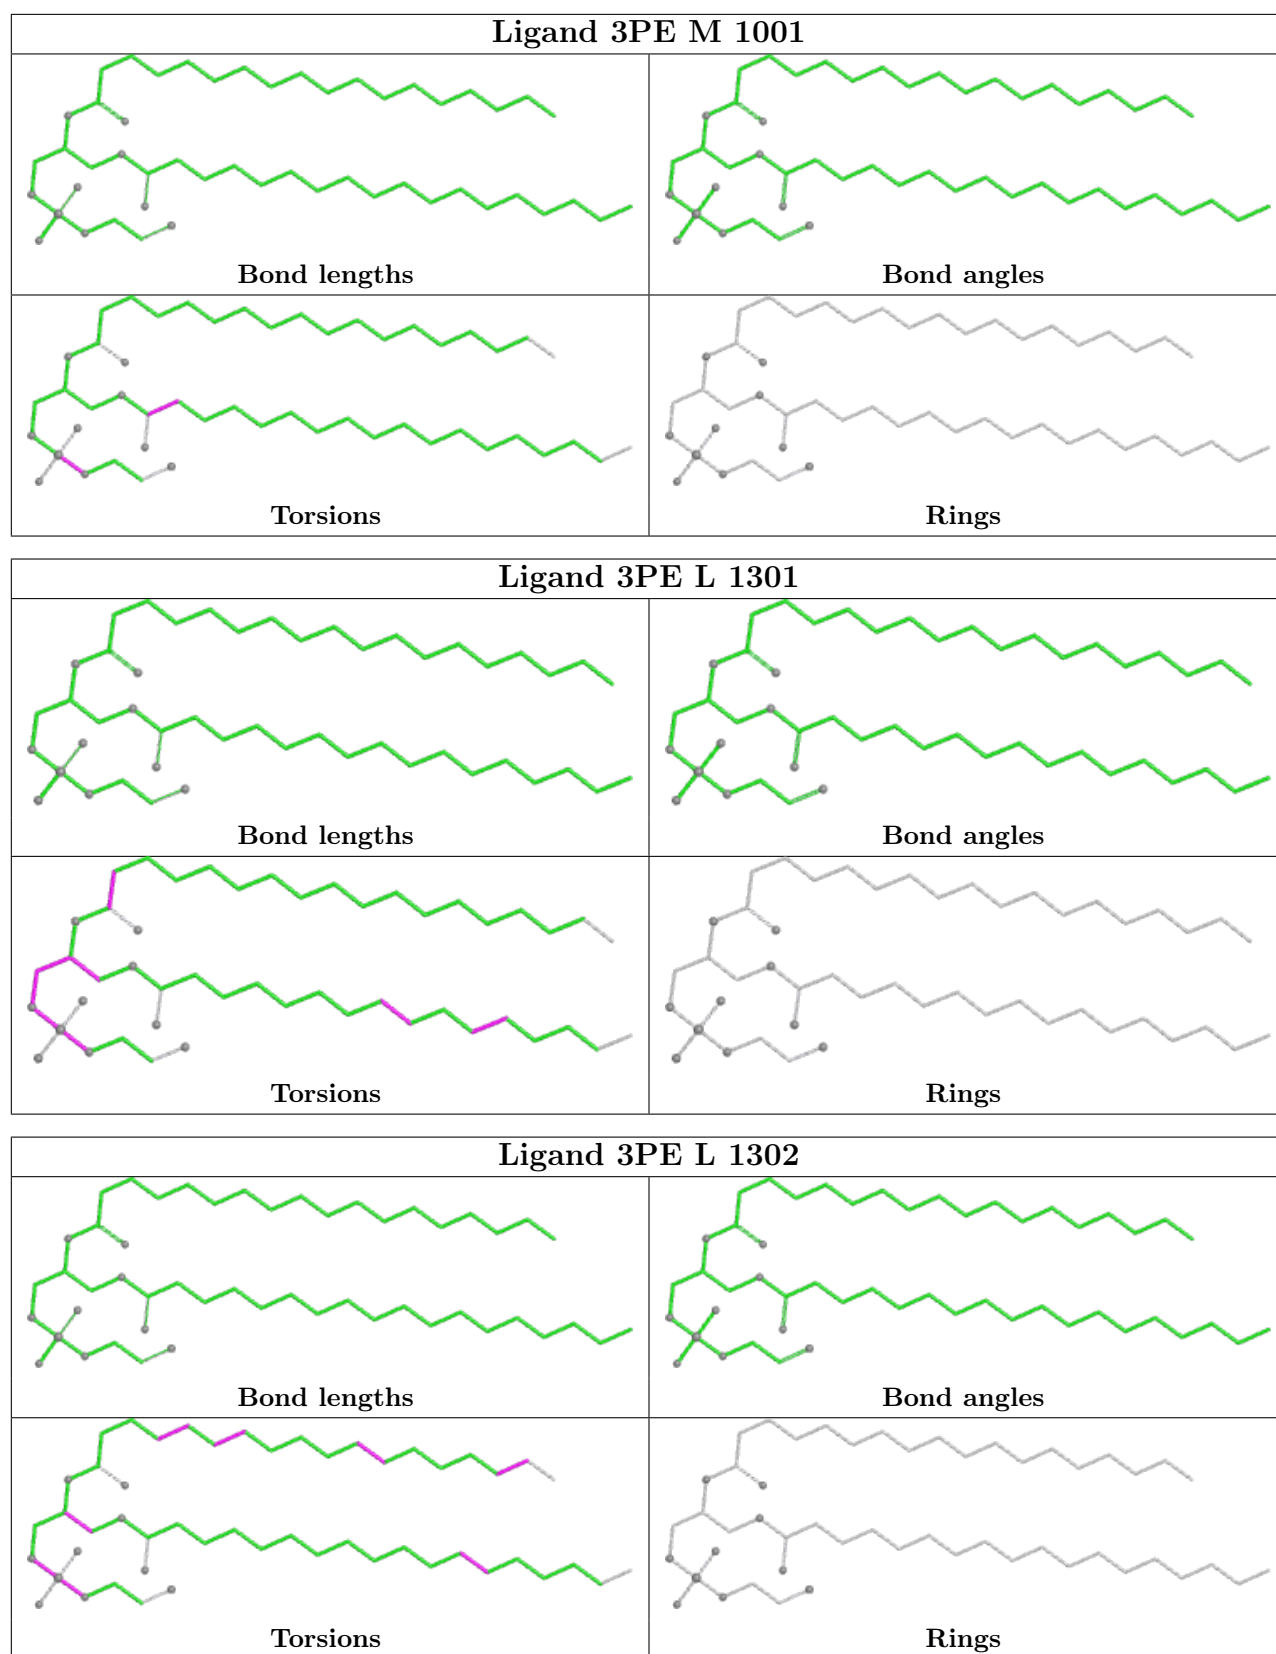 Ligand 3PE M 1001
Bond lengths
Bond angles
Torsions
Rings
Ligand 3PE L 1301
Bond lengths
Bond angles
Torsions
Rings
Ligand 3PE L 1302
Bond lengths
Bond angles
Torsions
Rings